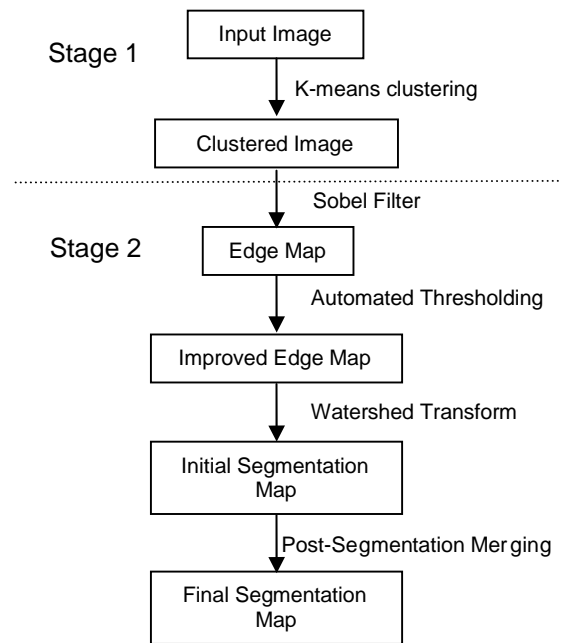 Input Image
Stage 1
K-means clustering
Clustered Image
Sobel Filter
Stage 2
Edge Map
Automated Thresholding
Improved Edge Map
Watershed Transform
Initial Segmentation
Map
Post-Segmentation Merging
Final Segmentation
Map